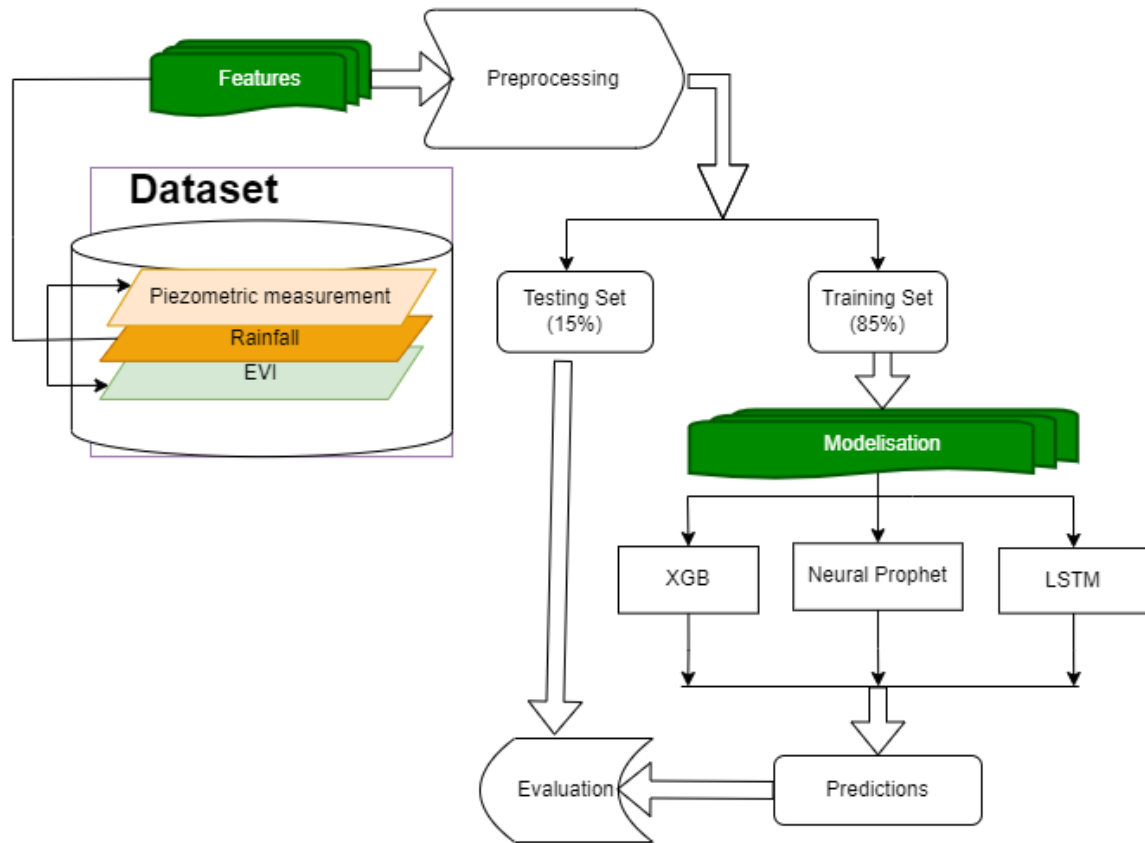 Features
Preprocessing
Dataset
Piezometric measurement
Rainfall
EVI
Testing Set
(15%)
Training Set
(85%)
Modelisation
XGB
Neural Prophet
LSTM
Evaluation
Predictions